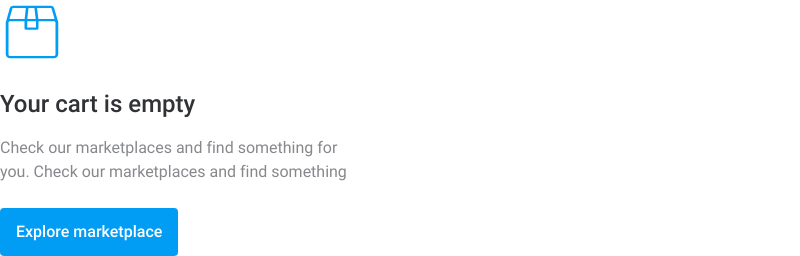 Your cart is empty
Check our marketplaces and find something for
you. Check our marketplaces and find something
Explore marketplace